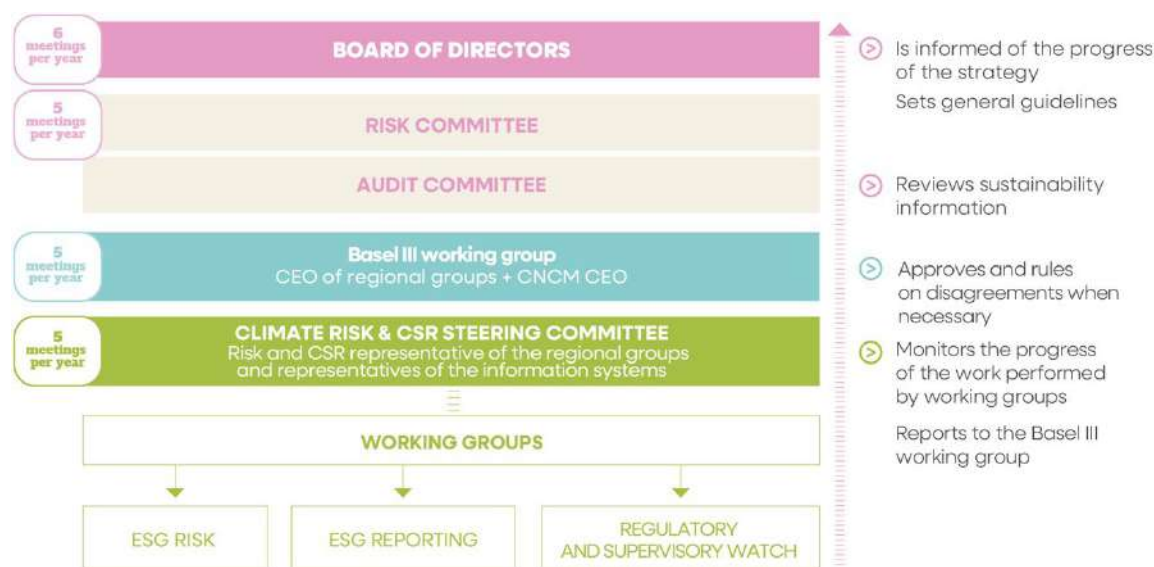 6
meetings
per year
BOARD OF DIRECTORS
Is informed of the progress
of the strategy
Sets general guidelines
5
meetings
per year
RISK COMMITTEE
AUDIT COMMITTEE
Reviews sustainability
information
5
meetings
per year
Basel III working group
CEO of regional groups + CNCM CEO
Approves and rules
on disagreements when
necessary
5
meetings
per year
CLIMATE RISK & CSR STEERING COMMITTEE
Risk and CSR representative of the regional groups
and representatives of the information systems
Monitors the progress
of the work performed
by working groups
Reports to the Basel III
working group
WORKING GROUPS
ESG RISK
ESG REPORTING
REGULATORY
AND SUPERVISORY WATCH